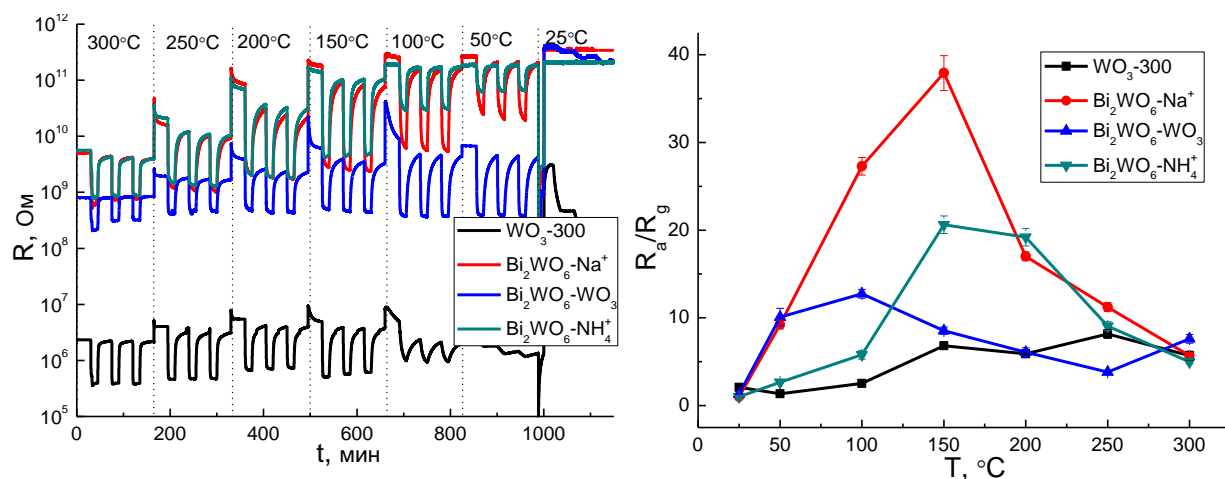 300°C 250°C 200°C 150°C 100°C 50°C 25°C
10¹²
10¹¹
10¹⁰
10⁹
10⁸
10⁷
10⁶
10⁵
R, Ом
WO₃-300
Bi₂WO₆-Na⁺
Bi₂WO₆-WO₃
Bi₂WO₆-NH₄⁺
0 200 400 600 800 1000
t, мин
40
30
20
10
0
Rₐ/R_g
WO₃-300
Bi₂WO₆-Na⁺
Bi₂WO₆-WO₃
Bi₂WO₆-NH₄⁺
0 50 100 150 200 250 300
T, °C